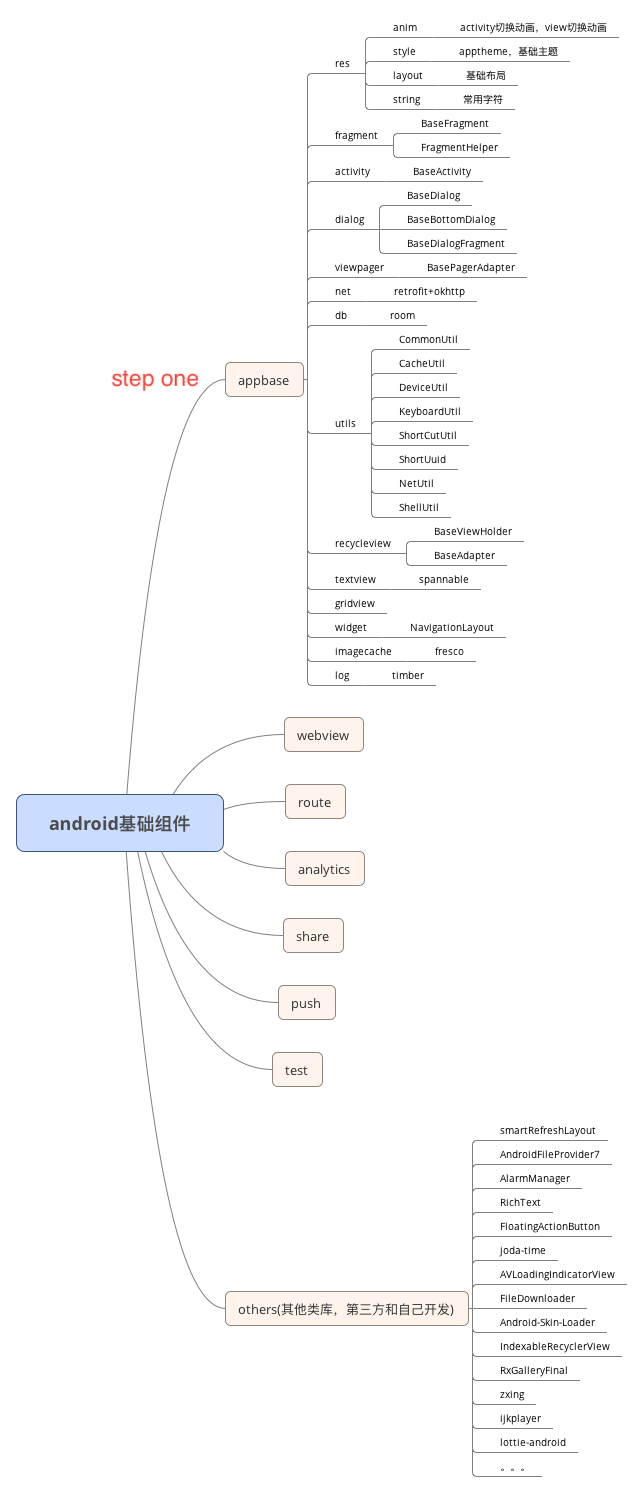 anim
activity切换动画，view切换动画
style
apptheme，基础主题
res
layout
基础布局
string
常用字符
fragment
BaseFragment
FragmentHelper
activity
BaseActivity
dialog
BaseDialog
BaseBottomDialog
BaseDialogFragment
viewpager
BasePagerAdapter
net
retrofit+okhttp
db
room
step one
appbase
utils
CommonUtil
CacheUtil
DeviceUtil
KeyboardUtil
ShortCutUtil
ShortUuid
NetUtil
ShellUtil
recycleview
BaseViewHolder
BaseAdapter
textview
spannable
gridview
widget
NavigationLayout
imagecache
fresco
log
timber
webview
route
android基础组件
analytics
share
push
test
others(其他类库，第三方和自己开发)
smartRefreshLayout
AndroidFileProvider7
AlarmManager
RichText
FloatingActionButton
joda-time
AVLoadingIndicatorView
FileDownloader
Android-Skin-Loader
IndexableRecyclerView
RxGalleryFinal
zxing
ijkplayer
lottie-android
。。。